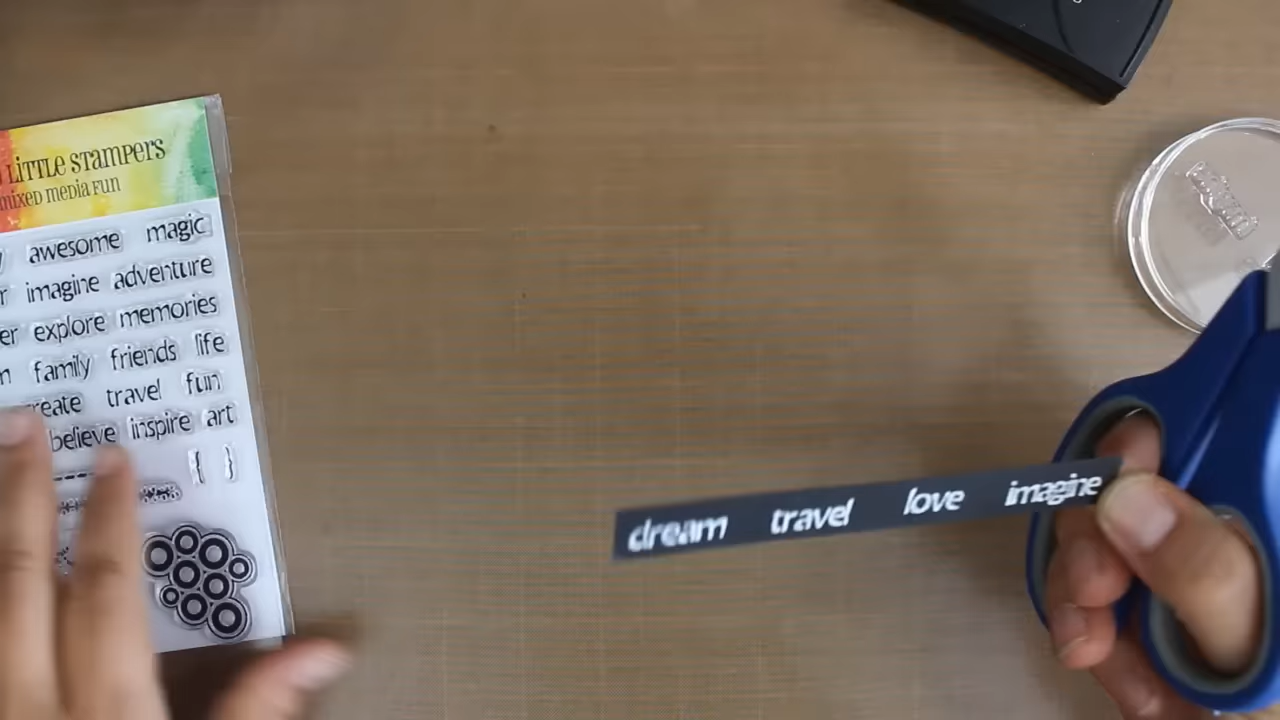 LITTLE STAMPERS
mixed media fun
awesome magic
imagine adventure
explore memories
family friends life
travel fun
believe inspire art
{ }
dream travel love imagine